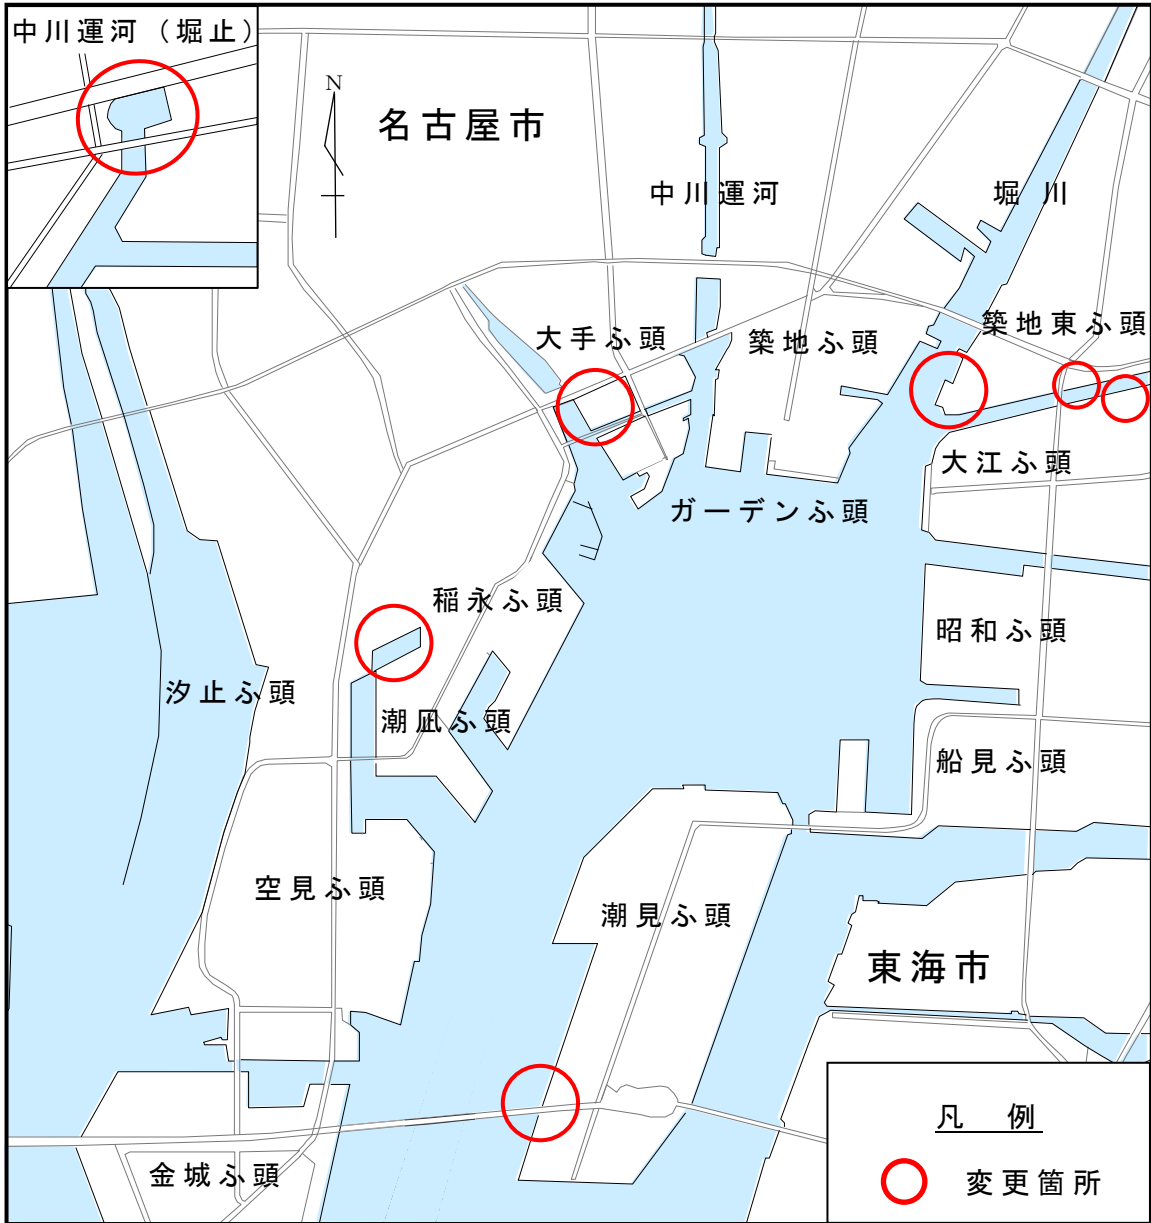 中川運河（堀止）
N
名古屋市
中川運河
堀川
大手ふ頭
築地ふ頭
築地東ふ頭
大江ふ頭
ガーデンふ頭
稲永ふ頭
昭和ふ頭
汐止ふ頭
潮凪ふ頭
船見ふ頭
空見ふ頭
潮見ふ頭
東海市
金城ふ頭
凡　例
変更箇所